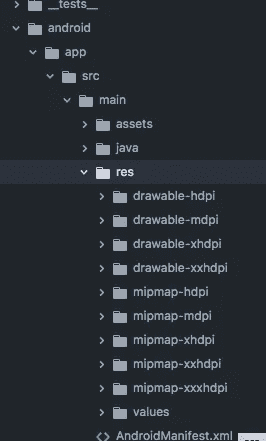 __tests__
android
app
src
main
assets
java
res
drawable-hdpi
drawable-mdpi
drawable-xhdpi
drawable-xxhdpi
mipmap-hdpi
mipmap-mdpi
mipmap-xhdpi
mipmap-xxhdpi
mipmap-xxxhdpi
values
AndroidManifest.xml